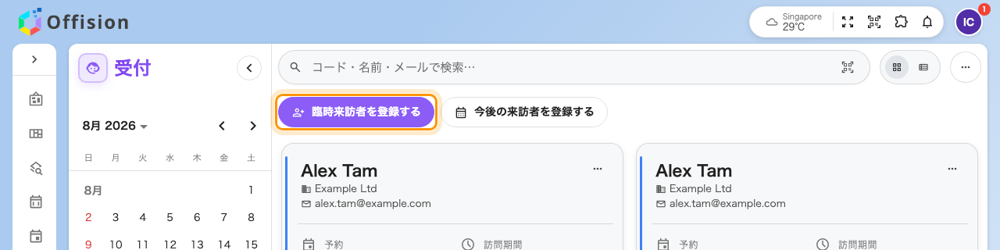 Offision
Singapore
29℃
IC
1
受付
コード・名前・メールで検索…
臨時来訪者を登録する
今後の来訪者を登録する
8月 2026
日 月 火 水 木 金 土
8月 1
2 3 4 5 6 7 8
9 10 11 12 13 14 15
Alex Tam
Example Ltd
alex.tam@example.com
予約 訪問期間
Alex Tam
Example Ltd
alex.tam@example.com
予約 訪問期間